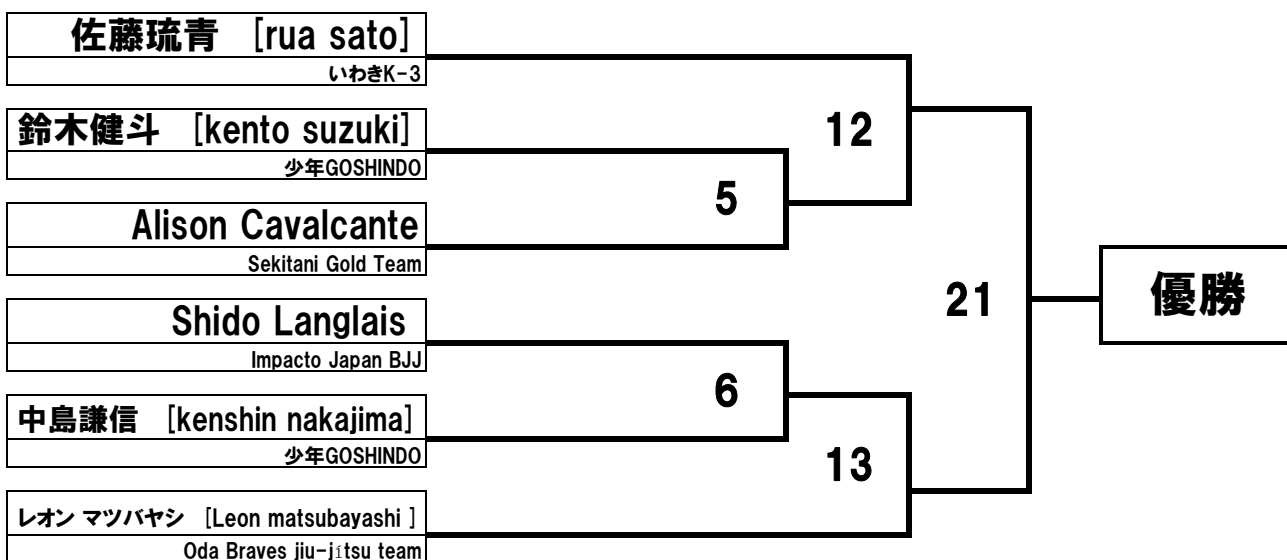 佐藤琉青 [rua sato]
いわきK-3
鈴木健斗 [kento suzuki]
少年GOSHINDO
Alison Cavalcante
Sekitani Gold Team
Shido Langlais
Impacto Japan BJJ
中島謙信 [kenshin nakajima]
少年GOSHINDO
レオン マツバヤシ [Leon matsubayashi ]
Oda Braves jiu-jítsu team
5
6
12
13
21
優勝